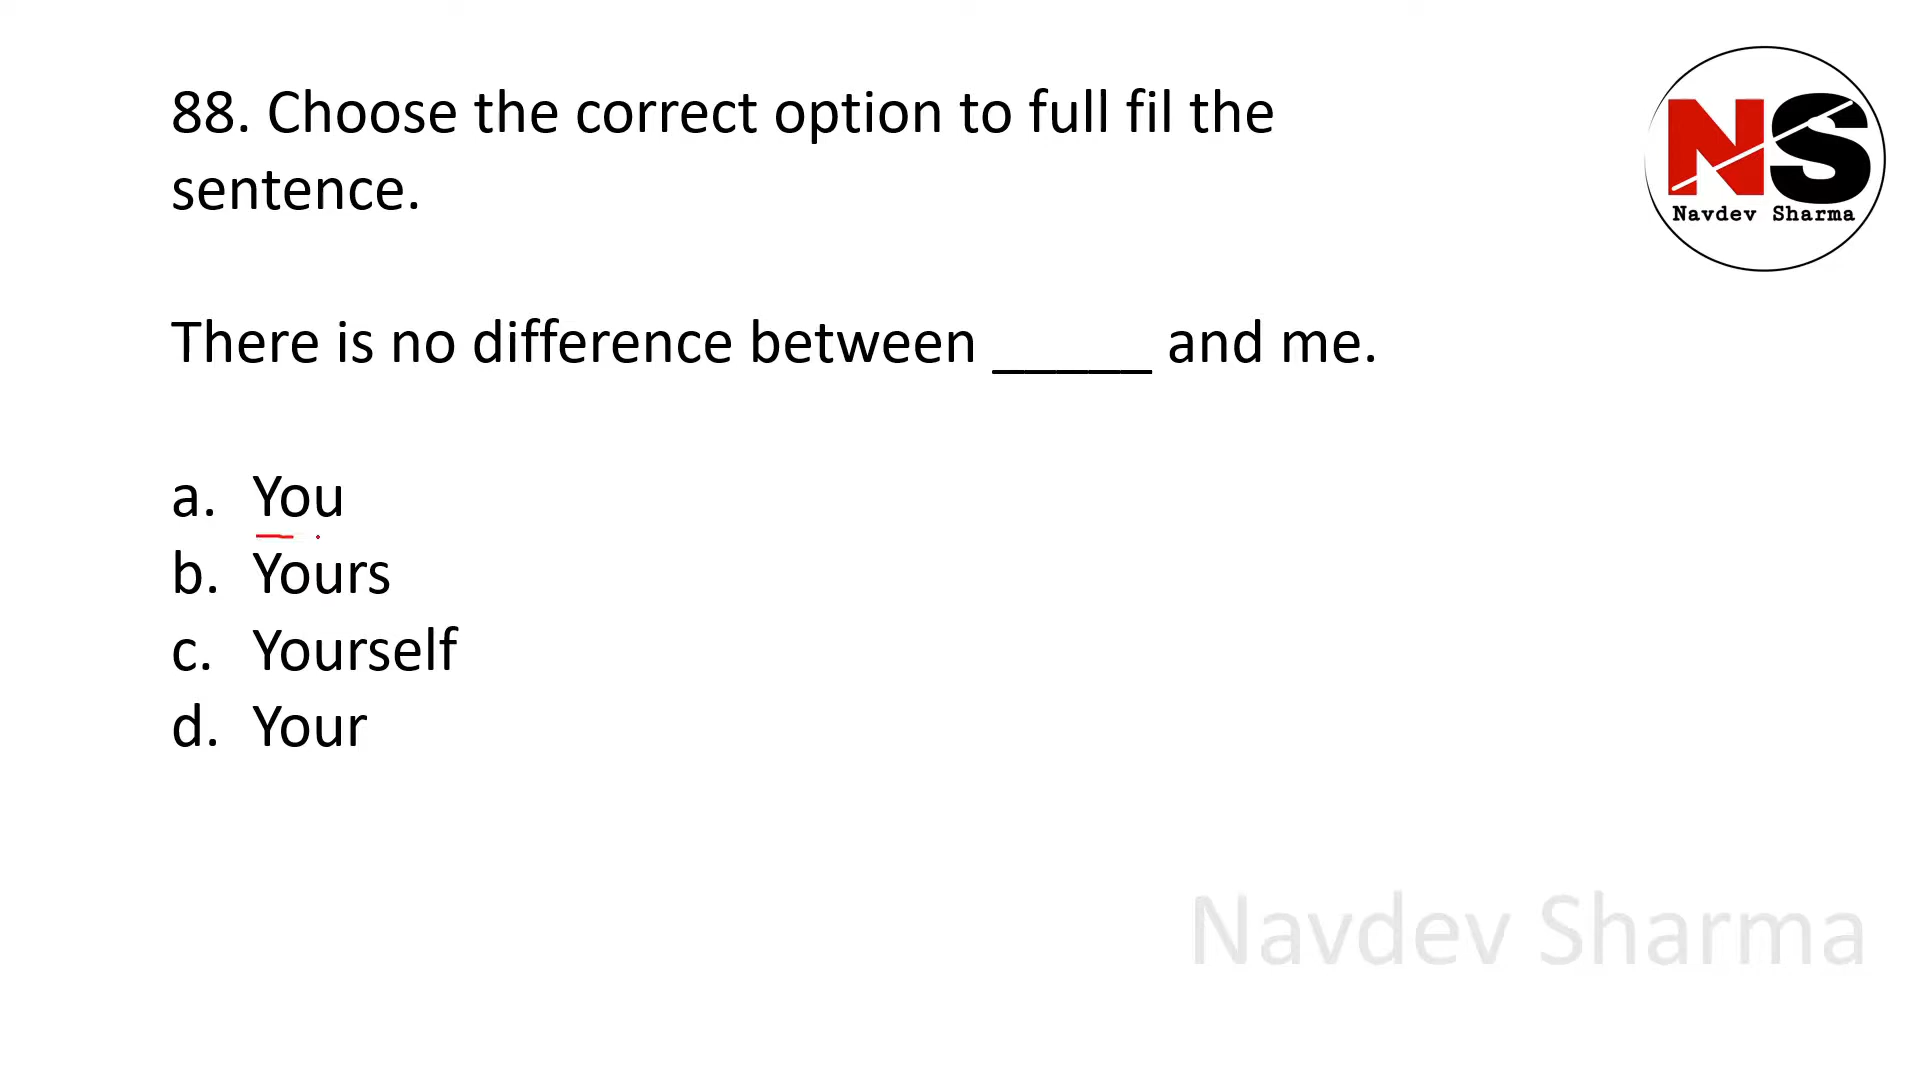 88. Choose the correct option to full fil the
sentence.
There is no difference between _____ and me.
a. You
b. Yours
c. Yourself
d. Your
NS
Navdev Sharma
Navdev Sharma